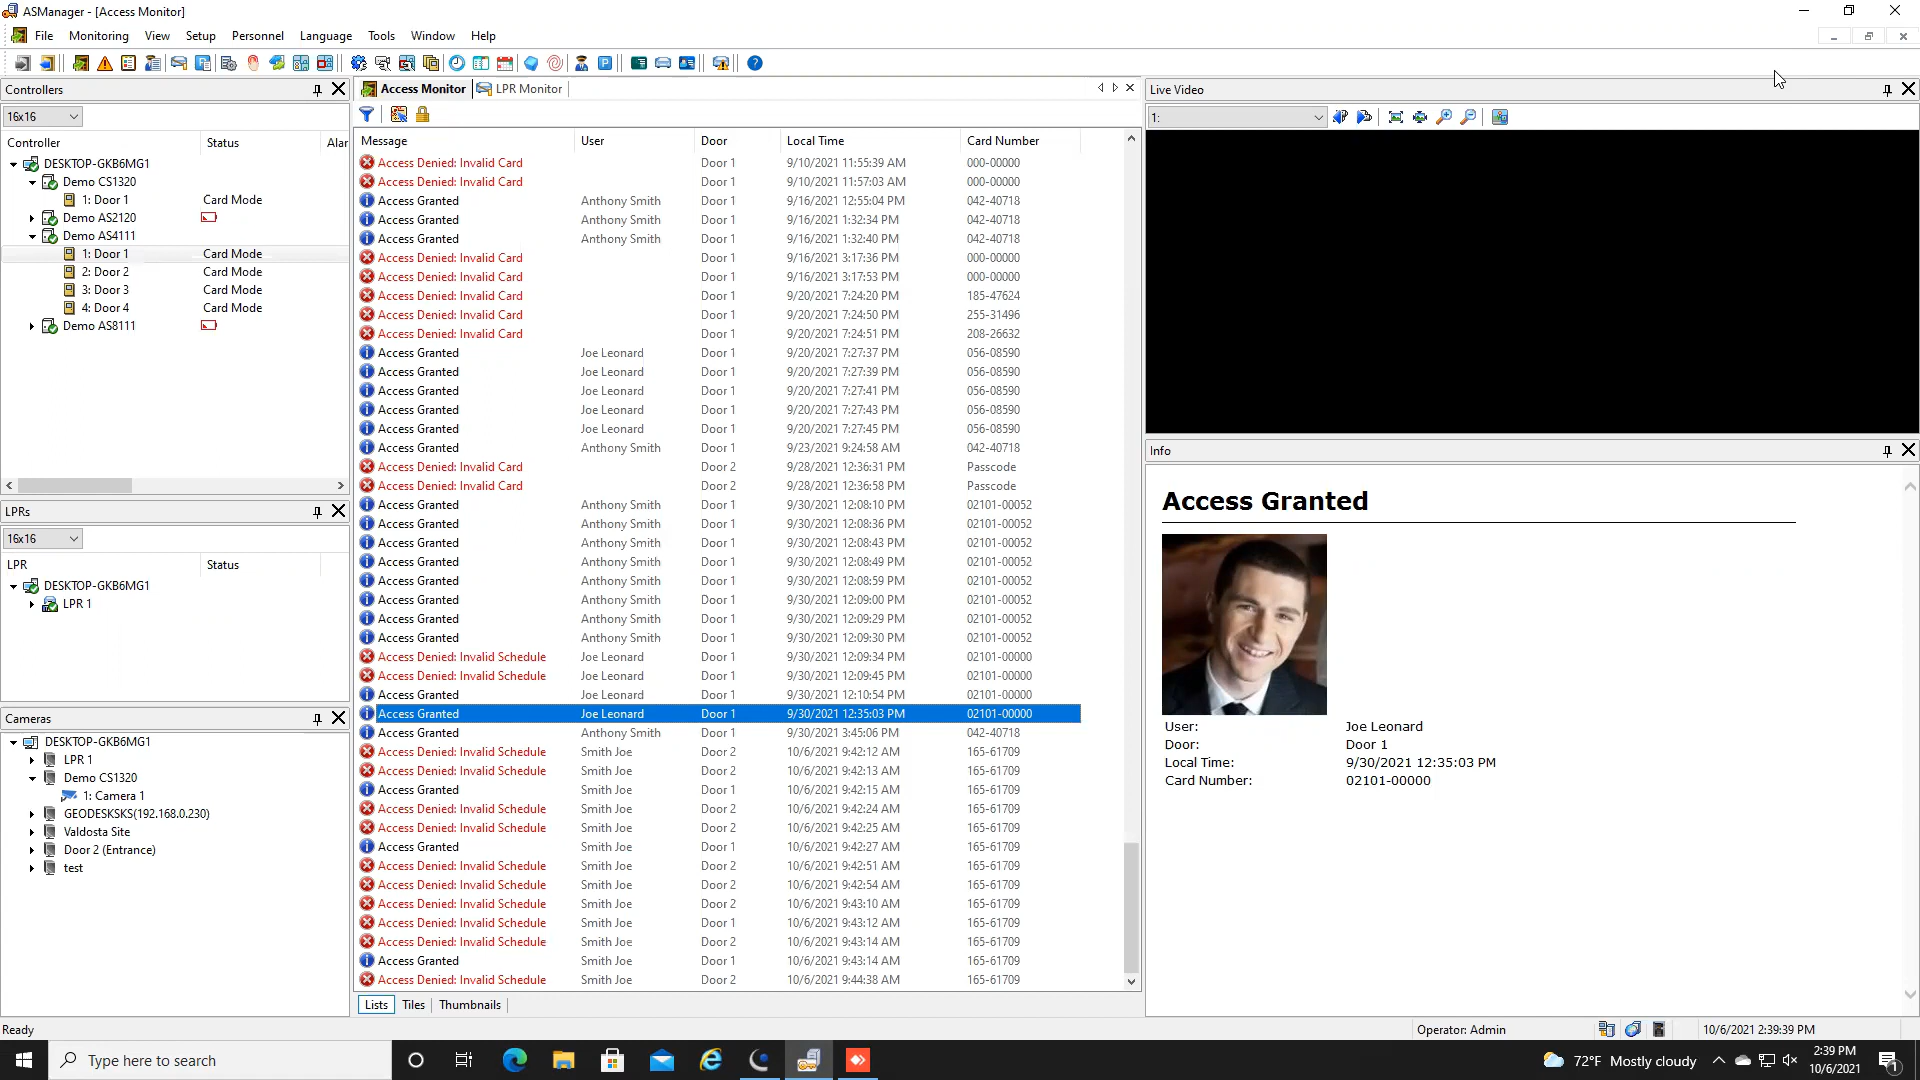 ASManager - [Access Monitor]
File Monitoring View Setup Personnel Language Tools Window Help
Controllers
16x16
Controller Status Alar
DESKTOP-GKB6MG1
Demo CS1320
1: Door 1 Card Mode
Demo AS2120
Demo AS4111
1: Door 1 Card Mode
2: Door 2 Card Mode
3: Door 3 Card Mode
4: Door 4 Card Mode
Demo AS8111
LPRs
16x16
LPR Status
DESKTOP-GKB6MG1
LPR 1
Cameras
DESKTOP-GKB6MG1
LPR 1
Demo CS1320
1: Camera 1
GEODESKSKS(192.168.0.230)
Valdosta Site
Door 2 (Entrance)
test
Access Monitor LPR Monitor
Message User Door Local Time Card Number
Access Denied: Invalid Card Door 1 9/10/2021 11:55:39 AM 000-00000
Access Denied: Invalid Card Door 1 9/10/2021 11:57:03 AM 000-00000
Access Granted Anthony Smith Door 1 9/16/2021 12:55:04 PM 042-40718
Access Granted Anthony Smith Door 1 9/16/2021 1:32:34 PM 042-40718
Access Granted Anthony Smith Door 1 9/16/2021 1:32:40 PM 042-40718
Access Denied: Invalid Card Door 1 9/16/2021 3:17:36 PM 000-00000
Access Denied: Invalid Card Door 1 9/16/2021 3:17:53 PM 000-00000
Access Denied: Invalid Card Door 1 9/20/2021 7:24:20 PM 185-47624
Access Denied: Invalid Card Door 1 9/20/2021 7:24:50 PM 255-31496
Access Denied: Invalid Card Door 1 9/20/2021 7:24:51 PM 208-26632
Access Granted Joe Leonard Door 1 9/20/2021 7:27:37 PM 056-08590
Access Granted Joe Leonard Door 1 9/20/2021 7:27:39 PM 056-08590
Access Granted Joe Leonard Door 1 9/20/2021 7:27:41 PM 056-08590
Access Granted Joe Leonard Door 1 9/20/2021 7:27:43 PM 056-08590
Access Granted Joe Leonard Door 1 9/20/2021 7:27:45 PM 056-08590
Access Granted Anthony Smith Door 1 9/23/2021 9:24:58 AM 042-40718
Access Denied: Invalid Card Door 2 9/28/2021 12:36:31 PM Passcode
Access Denied: Invalid Card Door 2 9/28/2021 12:36:58 PM Passcode
Access Granted Anthony Smith Door 1 9/30/2021 12:08:10 PM 02101-00052
Access Granted Anthony Smith Door 1 9/30/2021 12:08:36 PM 02101-00052
Access Granted Anthony Smith Door 1 9/30/2021 12:08:43 PM 02101-00052
Access Granted Anthony Smith Door 1 9/30/2021 12:08:49 PM 02101-00052
Access Granted Anthony Smith Door 1 9/30/2021 12:08:59 PM 02101-00052
Access Granted Anthony Smith Door 1 9/30/2021 12:09:00 PM 02101-00052
Access Granted Anthony Smith Door 1 9/30/2021 12:09:29 PM 02101-00052
Access Granted Anthony Smith Door 1 9/30/2021 12:09:30 PM 02101-00052
Access Denied: Invalid Schedule Joe Leonard Door 1 9/30/2021 12:09:34 PM 02101-00000
Access Denied: Invalid Schedule Joe Leonard Door 1 9/30/2021 12:09:45 PM 02101-00000
Access Granted Joe Leonard Door 1 9/30/2021 12:10:54 PM 02101-00000
Access Granted Joe Leonard Door 1 9/30/2021 12:35:03 PM 02101-00000
Access Granted Anthony Smith Door 1 9/30/2021 3:45:06 PM 042-40718
Access Denied: Invalid Schedule Smith Joe Door 2 10/6/2021 9:42:12 AM 165-61709
Access Denied: Invalid Schedule Smith Joe Door 2 10/6/2021 9:42:13 AM 165-61709
Access Granted Smith Joe Door 1 10/6/2021 9:42:15 AM 165-61709
Access Denied: Invalid Schedule Smith Joe Door 2 10/6/2021 9:42:24 AM 165-61709
Access Denied: Invalid Schedule Smith Joe Door 2 10/6/2021 9:42:25 AM 165-61709
Access Granted Smith Joe Door 1 10/6/2021 9:42:27 AM 165-61709
Access Denied: Invalid Schedule Smith Joe Door 2 10/6/2021 9:42:51 AM 165-61709
Access Denied: Invalid Schedule Smith Joe Door 2 10/6/2021 9:42:54 AM 165-61709
Access Denied: Invalid Schedule Smith Joe Door 2 10/6/2021 9:43:10 AM 165-61709
Access Denied: Invalid Schedule Smith Joe Door 1 10/6/2021 9:43:12 AM 165-61709
Access Denied: Invalid Schedule Smith Joe Door 2 10/6/2021 9:43:14 AM 165-61709
Access Granted Smith Joe Door 1 10/6/2021 9:43:14 AM 165-61709
Access Denied: Invalid Schedule Smith Joe Door 2 10/6/2021 9:44:38 AM 165-61709
Lists Tiles Thumbnails
Live Video
1:
Info
Access Granted
User: Joe Leonard
Door: Door 1
Local Time: 9/30/2021 12:35:03 PM
Card Number: 02101-00000
Ready Operator: Admin 10/6/2021 2:39:39 PM
Type here to search
72°F Mostly cloudy
2:39 PM
10/6/2021
1